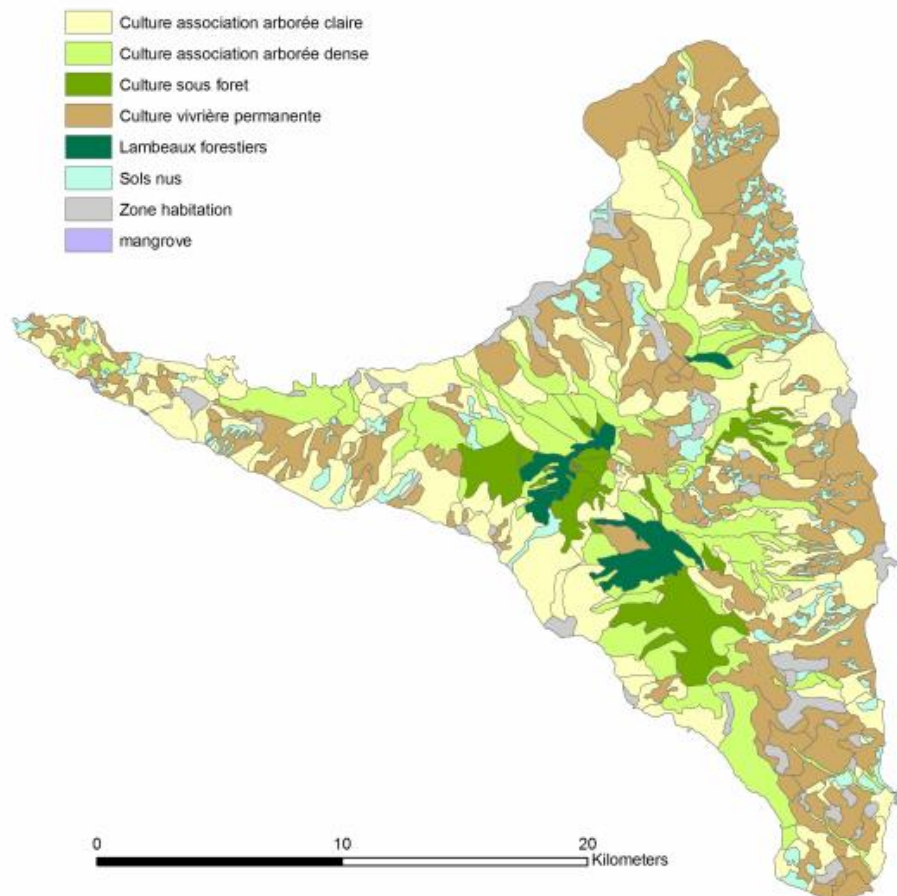 Culture association arborée claire
Culture association arborée dense
Culture sous foret
Culture vivrière permanente
Lambeaux forestiers
Sols nus
Zone habitation
mangrove
0 10 20
Kilometers